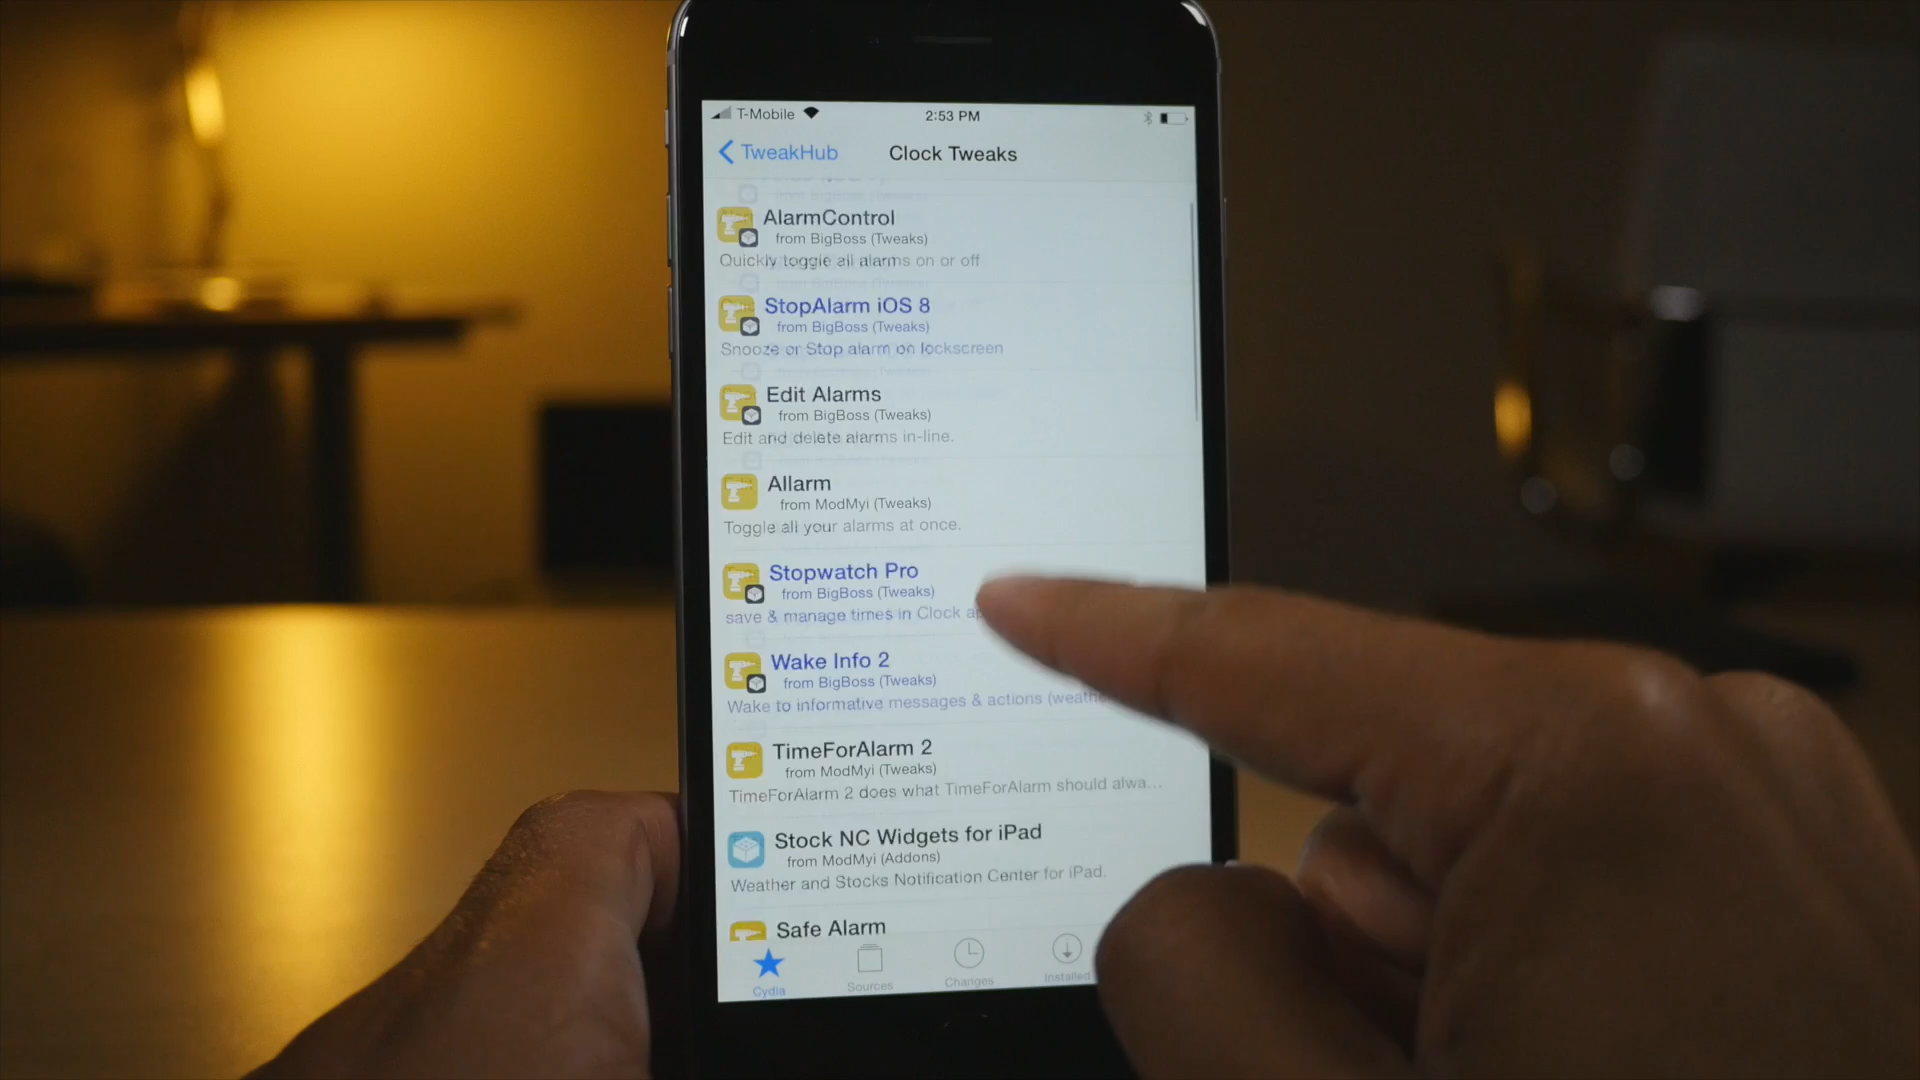 T-Mobile 2:53 PM
TweakHub Clock Tweaks
AlarmControl
from BigBoss (Tweaks)
Quickly toggle all alarms on or off
StopAlarm iOS 8
from BigBoss (Tweaks)
Snooze or Stop alarm on lockscreen
Edit Alarms
from BigBoss (Tweaks)
Edit and delete alarms in-line.
Allarm
from ModMyi (Tweaks)
Toggle all your alarms at once.
Stopwatch Pro
from BigBoss (Tweaks)
save & manage times in Clock
Wake Info 2
from BigBoss (Tweaks)
Wake to informative messages & actions
TimeForAlarm 2
from ModMyi (Tweaks)
TimeForAlarm 2 does what TimeForAlarm should alwa...
Stock NC Widgets for iPad
from ModMyi (Addons)
Weather and Stocks Notification Center for iPad.
Safe Alarm
Cydia Sources Changes Installed